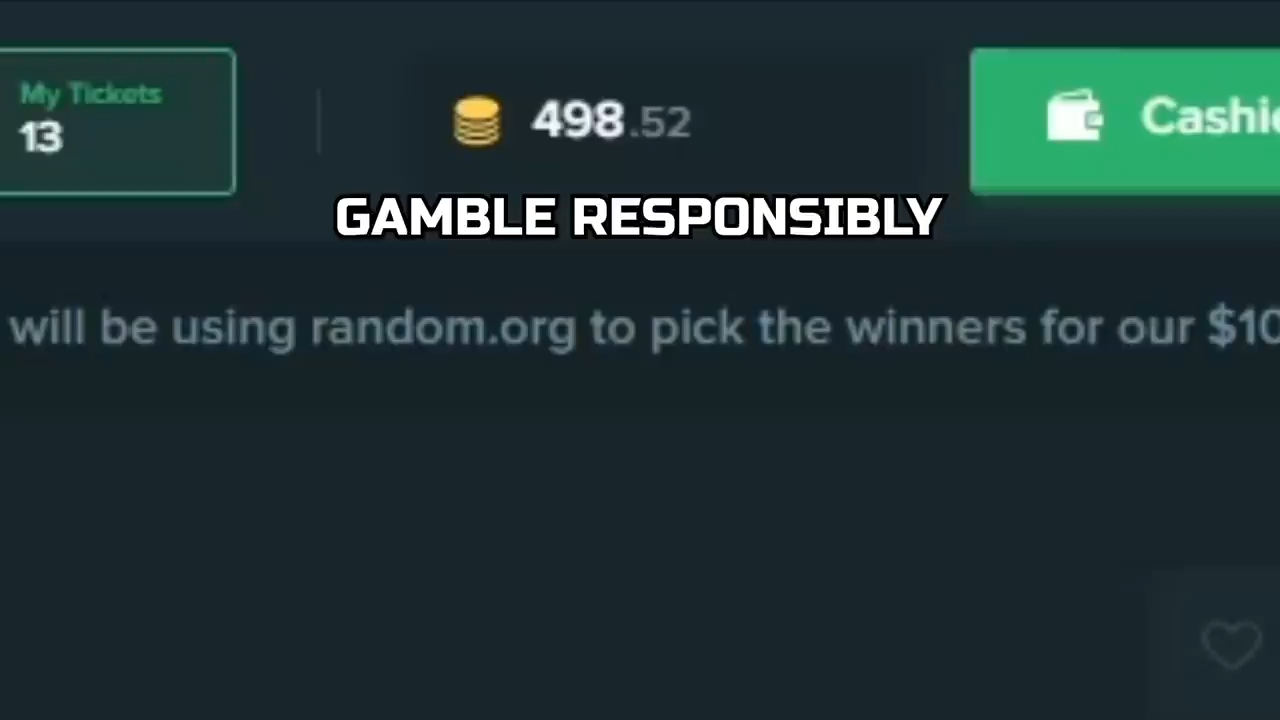 My Tickets
13
498.52
Cashie
GAMBLE RESPONSIBLY
will be using random.org to pick the winners for our $10